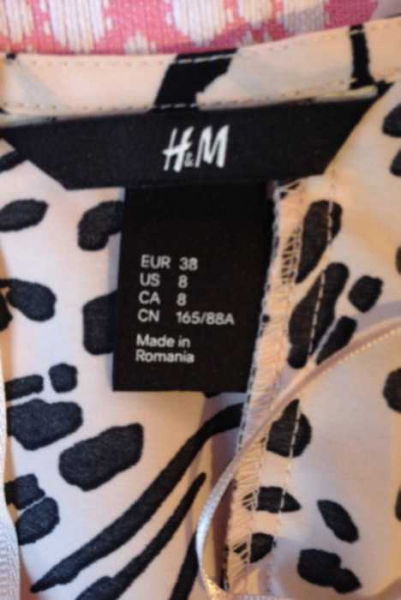 H&M
EUR 38
US 8
CA 8
CN 165/88A
Made in
Romania